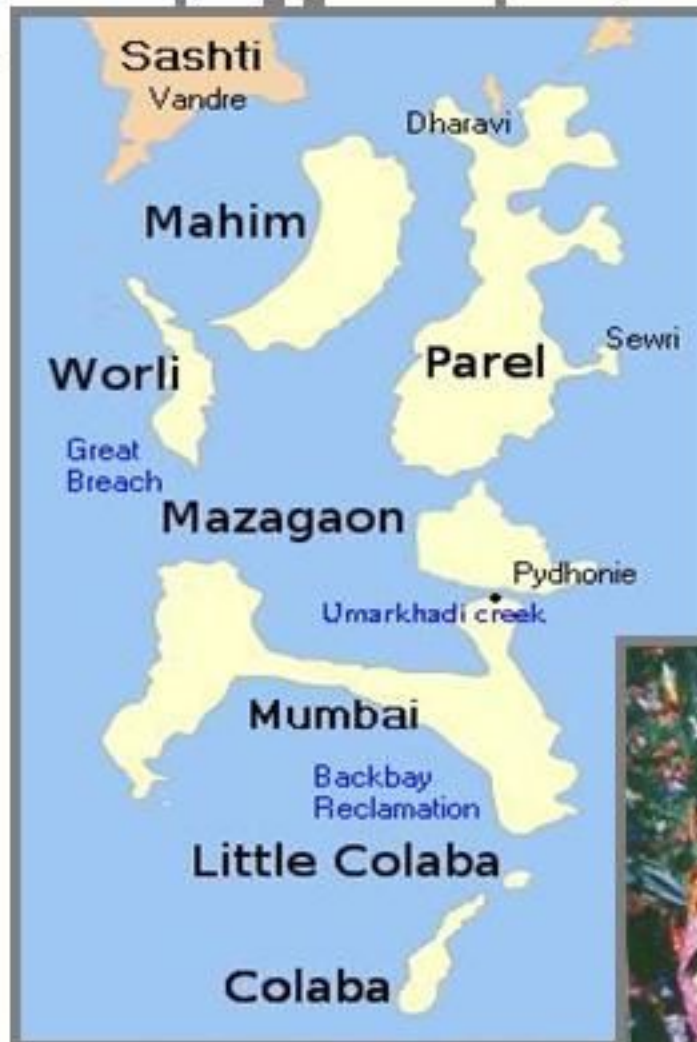 Sashti
Vandre
Dharavi
Mahim
Sewri
Parel
Worli
Great
Breach
Mazagaon
Pydhonie
Umarkhadi creek
Mumbai
Backbay
Reclamation
Little Colaba
Colaba